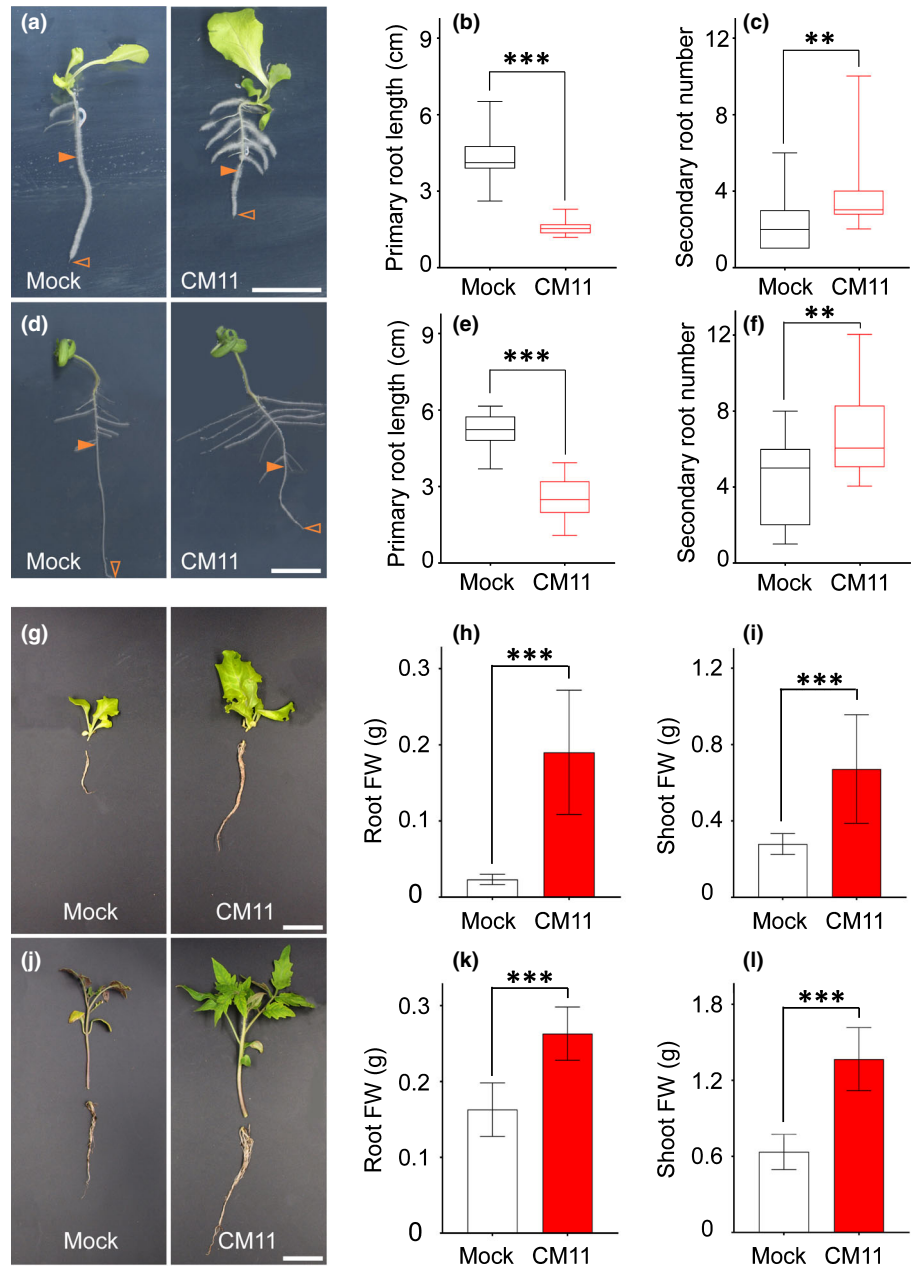 (a)
Mock
CM11
(b)
Primary root length (cm)
9
6
3
0
***
Mock
CM11
(c)
Secondary root number
12
8
4
0
**
Mock
CM11
(d)
Mock
CM11
(e)
Primary root length (cm)
9
6
3
0
***
Mock
CM11
(f)
Secondary root number
12
8
4
0
**
Mock
CM11
(g)
Mock
CM11
(h)
Root FW (g)
0.3
0.2
0.1
0
***
Mock
CM11
(i)
Shoot FW (g)
1.2
0.8
0.4
0
***
Mock
CM11
(j)
Mock
CM11
(k)
Root FW (g)
0.3
0.2
0.1
0
***
Mock
CM11
(l)
Shoot FW (g)
1.8
1.2
0.6
0
***
Mock
CM11